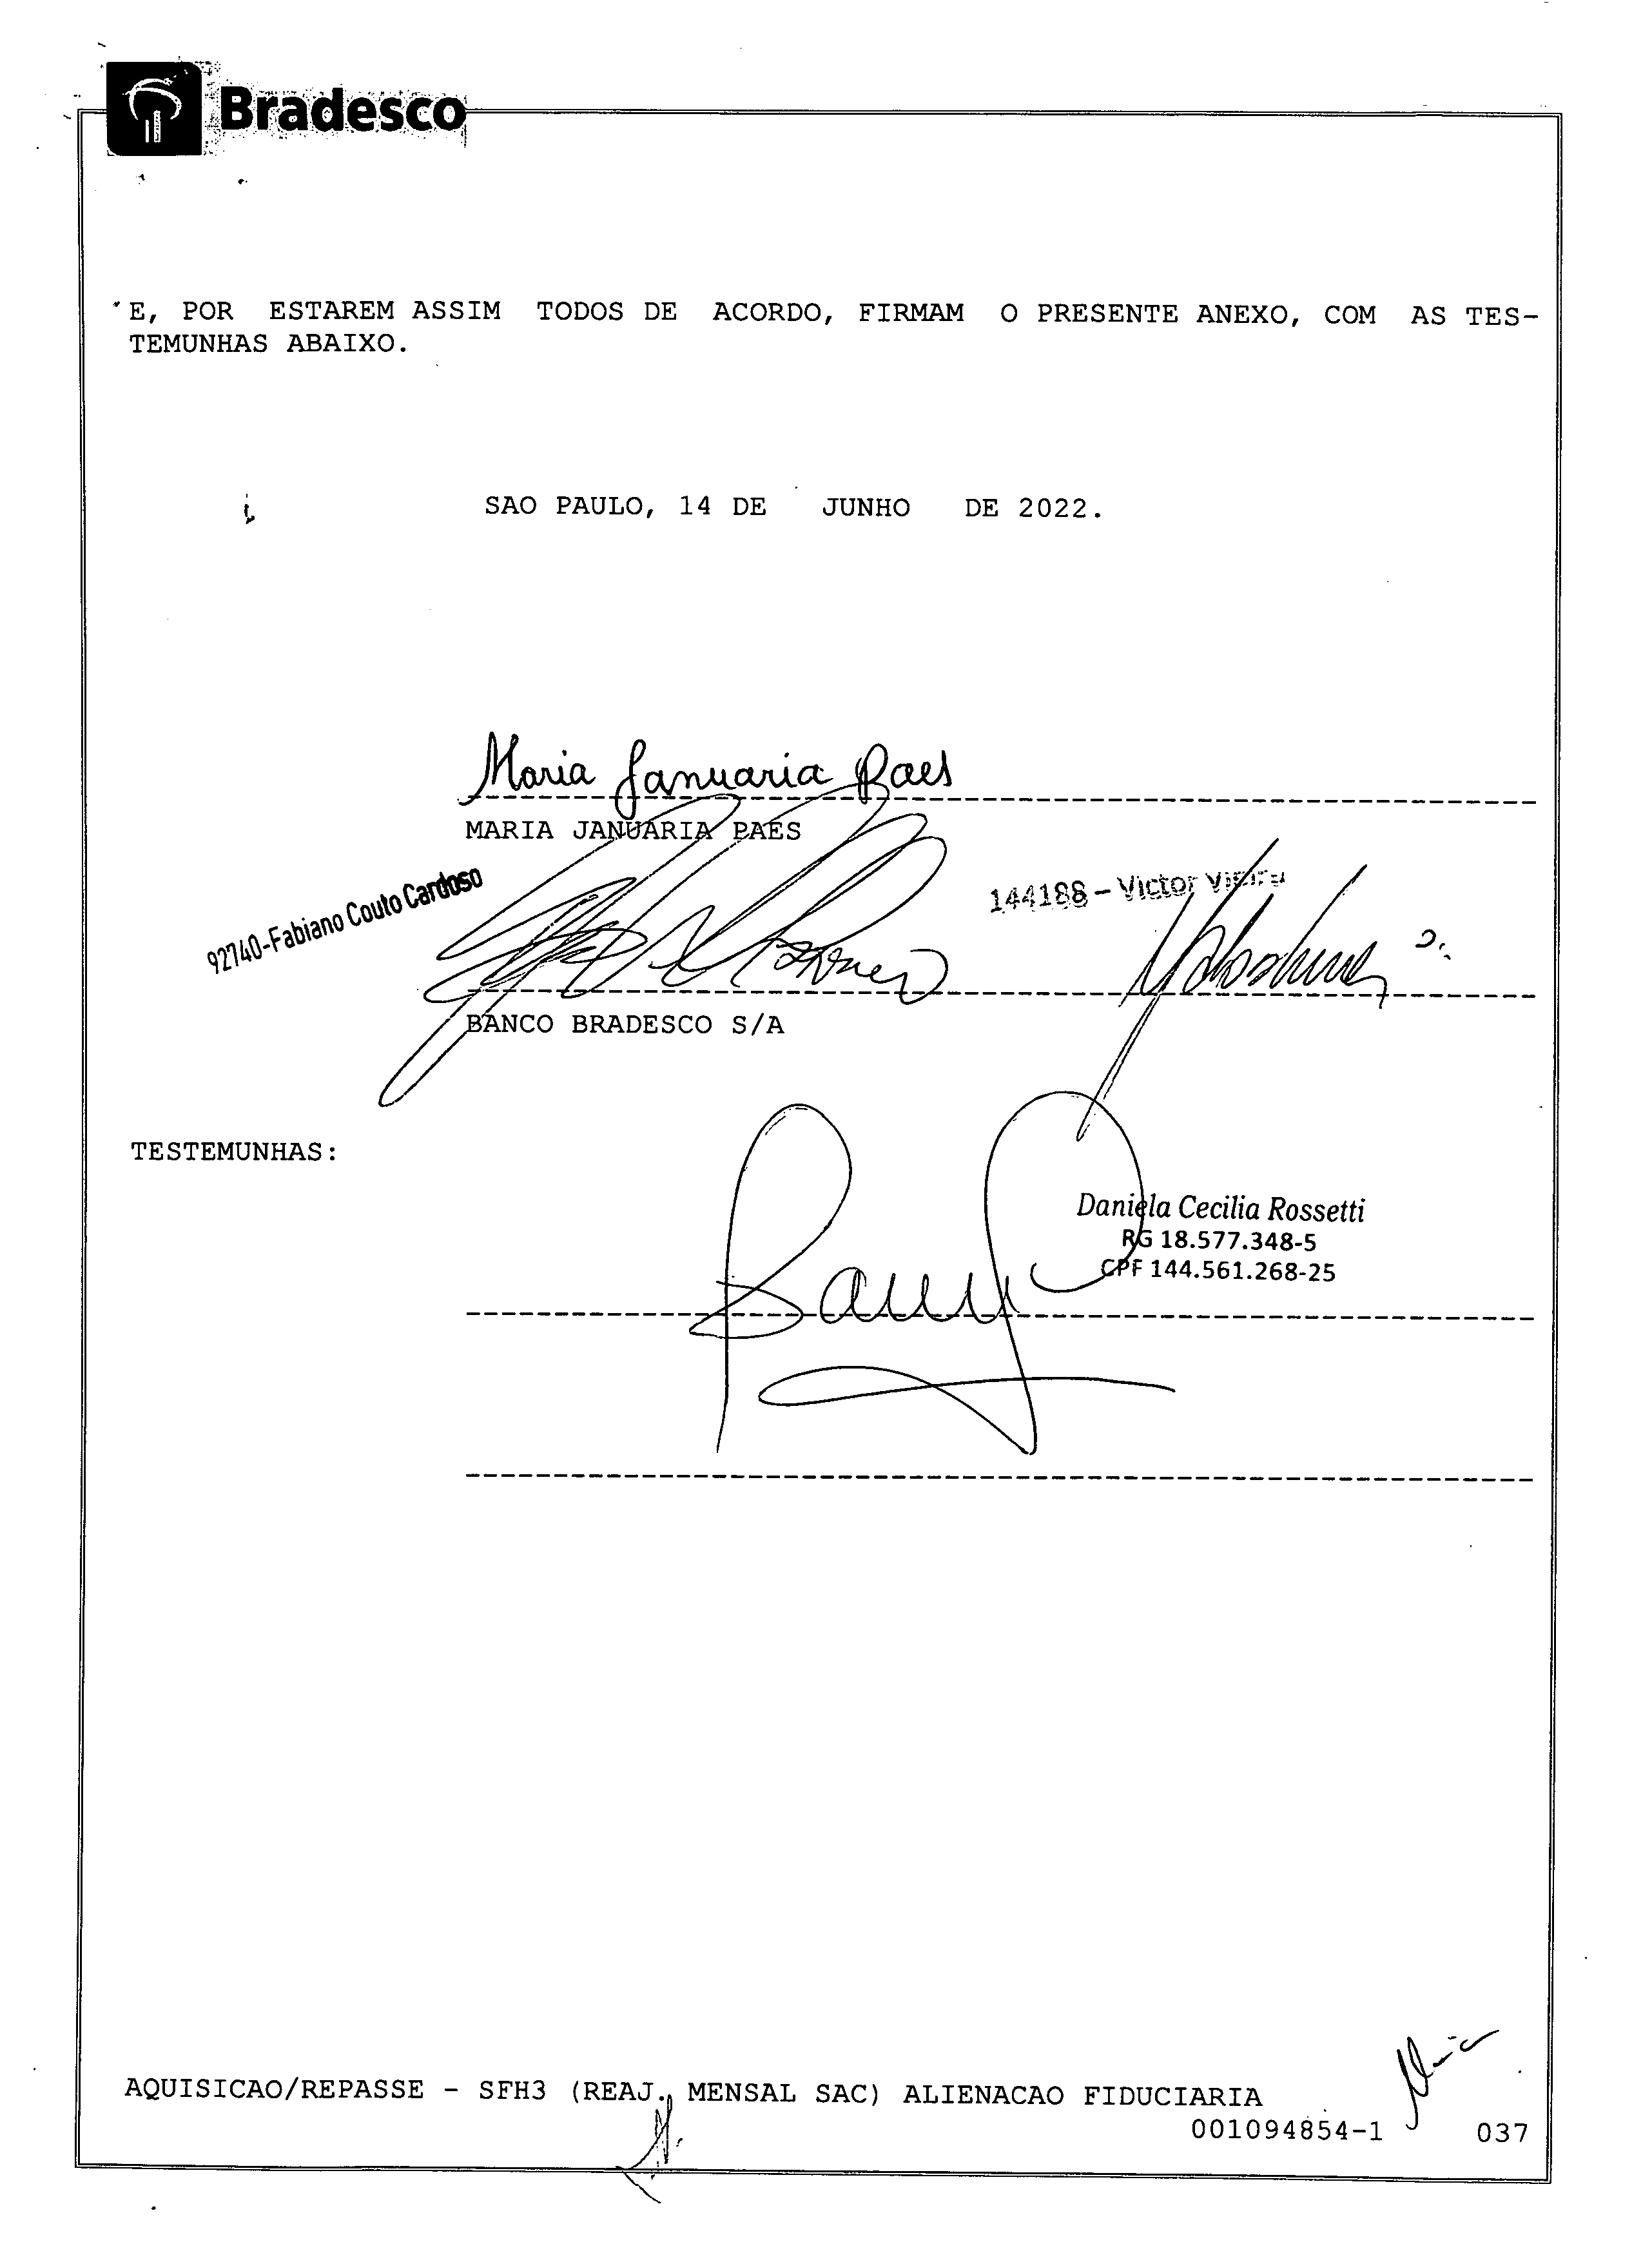 Bradesco
E, POR ESTAREM ASSIM TODOS DE ACORDO, FIRMAM O PRESENTE ANEXO, COM AS TES-
TEMUNHAS ABAIXO.
SAO PAULO, 14 DE JUNHO DE 2022.
Maria Januaria Paes
MARIA JANUARIA PAES
92740-Fabiano Couto Cardoso
144188 - Victor Vieira
BANCO BRADESCO S/A
TESTEMUNHAS:
Daniela Cecilia Rossetti
RG 18.577.348-5
CPF 144.561.268-25
AQUISICAO/REPASSE - SFH3 (REAJ. MENSAL SAC) ALIENACAO FIDUCIARIA
001094854-1 037